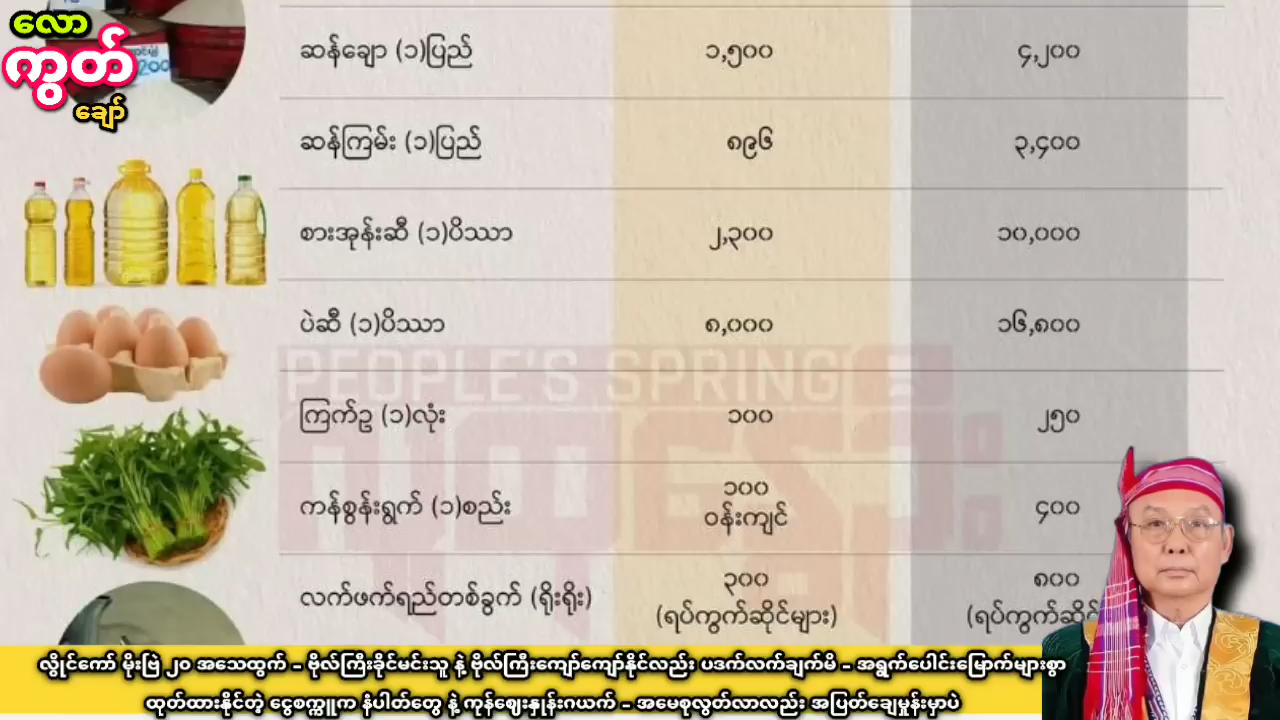 လော
ကွတ်
ချော်
၂၀၀
ဆန်ချော (၁)ပြည် ၁,၅၀၀ ၄,၂၀၀
ဆန်ကြမ်း (၁)ပြည် ၈၉၆ ၃,၄၀၀
စားအုန်းဆီ (၁)ပိဿာ ၂,၃၀၀ ၁၀,၀၀၀
ပဲဆီ (၁)ပိဿာ ၈,၀၀၀ ၁၆,၈၀၀
PEOPLE'S SPRING
ကြက်ဥ (၁)လုံး ၁၀၀ ၂၅၀
ကန်စွန်းရွက် (၁)စည်း ၁၀၀ ဝန်းကျင် ၄၀၀
လက်ဖက်ရည်တစ်ခွက် (ရိုးရိုး) ၃၀၀ (ရပ်ကွက်ဆိုင်များ) ၈၀၀
လွိုင်ကော် မိုးဗြဲ ၂၀ အသေထွက် - ဗိုလ်ကြီးခိုင်မင်းသူ နဲ့ ဗိုလ်ကြီးကျော်ကျော်နိုင်လည်း ပဒက်လက်ချက်မိ - အရွက်ပေါင်းမြောက်များစွာ
ထုတ်ထားနိုင်တဲ့ ငွေစက္ကူက နံပါတ်တွေ နဲ့ ကုန်ဈေးနှုန်းဂယက် - အမေစုလွတ်လာလည်း အပြတ်ချေမှုန်းမှာပဲ